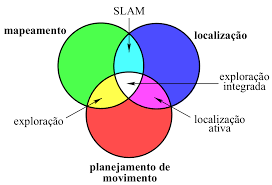 SLAM
mapeamento
localização
exploração
integrada
exploração
localização
ativa
planejamento de
movimento